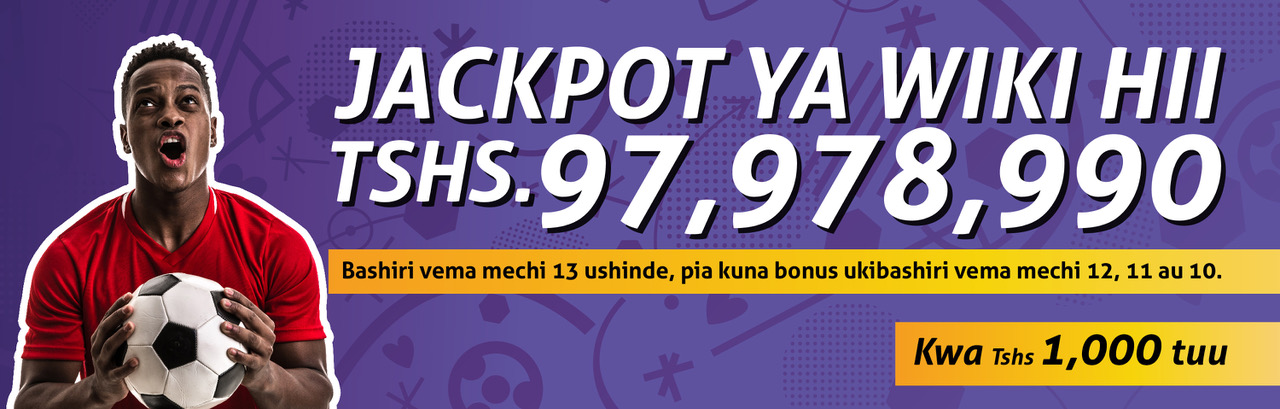 JACKPOT YA WIKI HII
TSHS.97,978,990
Bashiri vema mechi 13 ushinde, pia kuna bonus ukibashiri vema mechi 12, 11 au 10.
Kwa Tshs 1,000 tuu